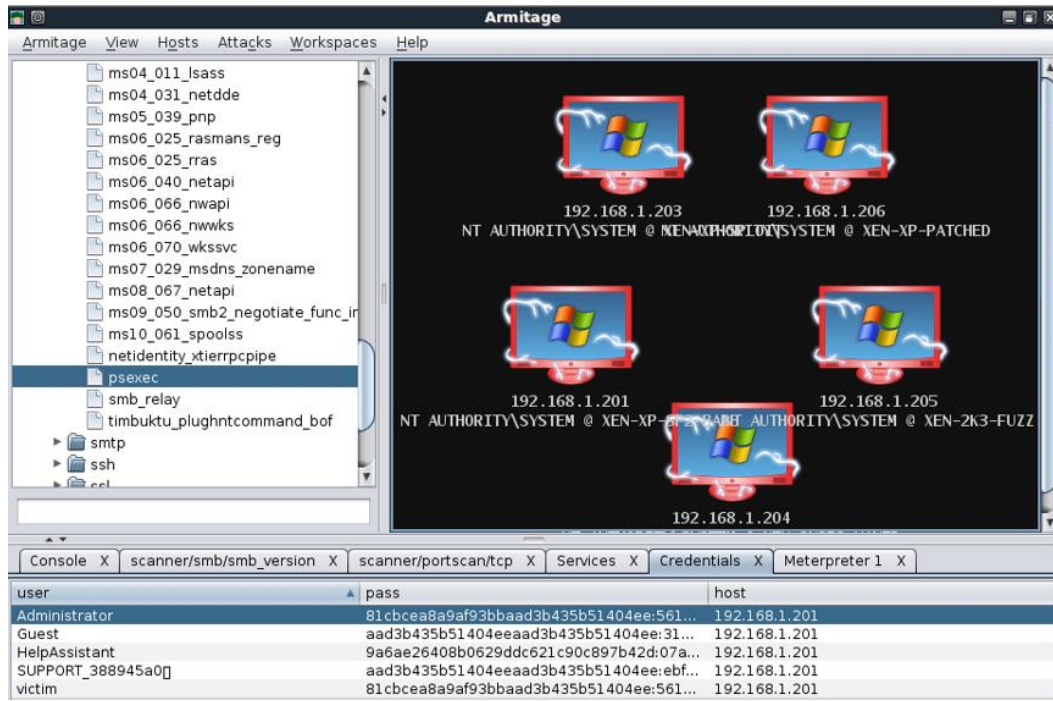 Armitage
Armitage View Hosts Attacks Workspaces Help
ms04_011_lsass
ms04_031_netdde
ms05_039_pnp
ms06_025_rasmans_reg
ms06_025_rras
ms06_040_netapi
ms06_066_nwapi
ms06_066_nwwks
ms06_070_wkssvc
ms07_029_msdns_zonename
ms08_067_netapi
ms09_050_smb2_negotiate_func_ir
ms10_061_spoolss
netidentity_xtierrpcpipe
psexec
smb_relay
timbuktu_plughntcommand_bof
smtp
ssh
192.168.1.203 192.168.1.206
NT AUTHORITY\SYSTEM @ SYSTEM @ XEN-XP-PATCHED
192.168.1.201 192.168.1.205
NT AUTHORITY\SYSTEM @ XEN-XP- AUTHORITY\SYSTEM @ XEN-2K3-FUZZ
192.168.1.204
Console X scanner/smb/smb_version X scanner/portscan/tcp X Services X Credentials X Meterpreter 1 X
user pass host
Administrator 81cbcea8a9af93bbaad3b435b51404ee:561... 192.168.1.201
Guest aad3b435b51404eeaad3b435b51404ee:31... 192.168.1.201
HelpAssistant 9a6ae26408b0629ddc621c90c897b42d:07a... 192.168.1.201
SUPPORT_388945a0[] aad3b435b51404eeaad3b435b51404ee:ebf... 192.168.1.201
victim 81cbcea8a9af93bbaad3b435b51404ee:561... 192.168.1.201